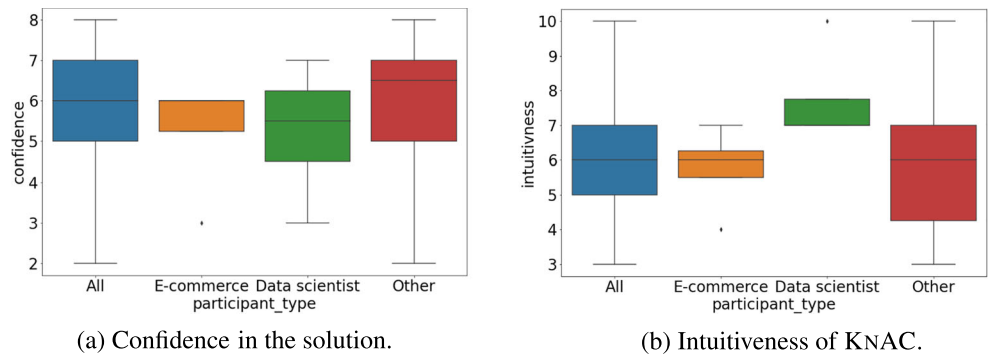 8
7
6
5
4
3
2
confidence
All E-commerce Data scientist Other
participant_type
(a) Confidence in the solution.
10
9
8
7
6
5
4
3
intuitivness
All E-commerce Data scientist Other
participant_type
(b) Intuitiveness of KNAC.